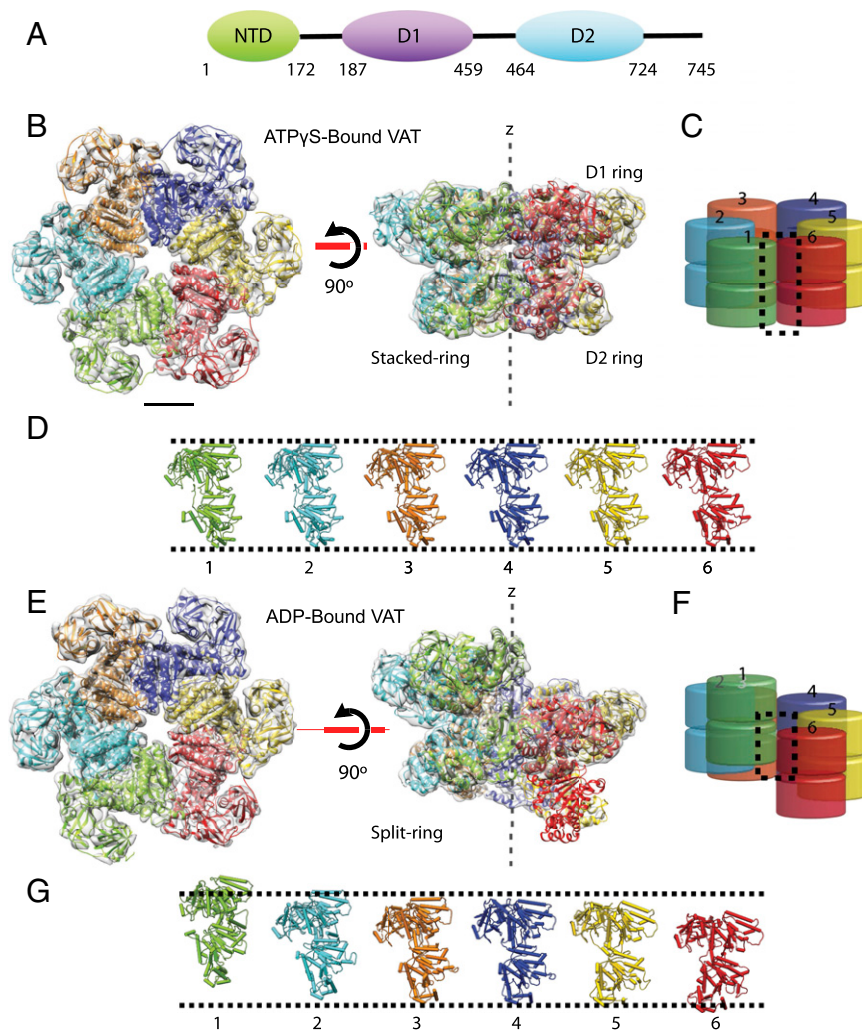 A
NTD D1 D2
1 172 187 459 464 724 745
B
ATPγS-Bound VAT
z
D1 ring
90º
Stacked-ring
D2 ring
C
3 4
2 5
1 6
D
1 2 3 4 5 6
E
ADP-Bound VAT
z
90º
Split-ring
F
1
2 4
5
6
G
1 2 3 4 5 6